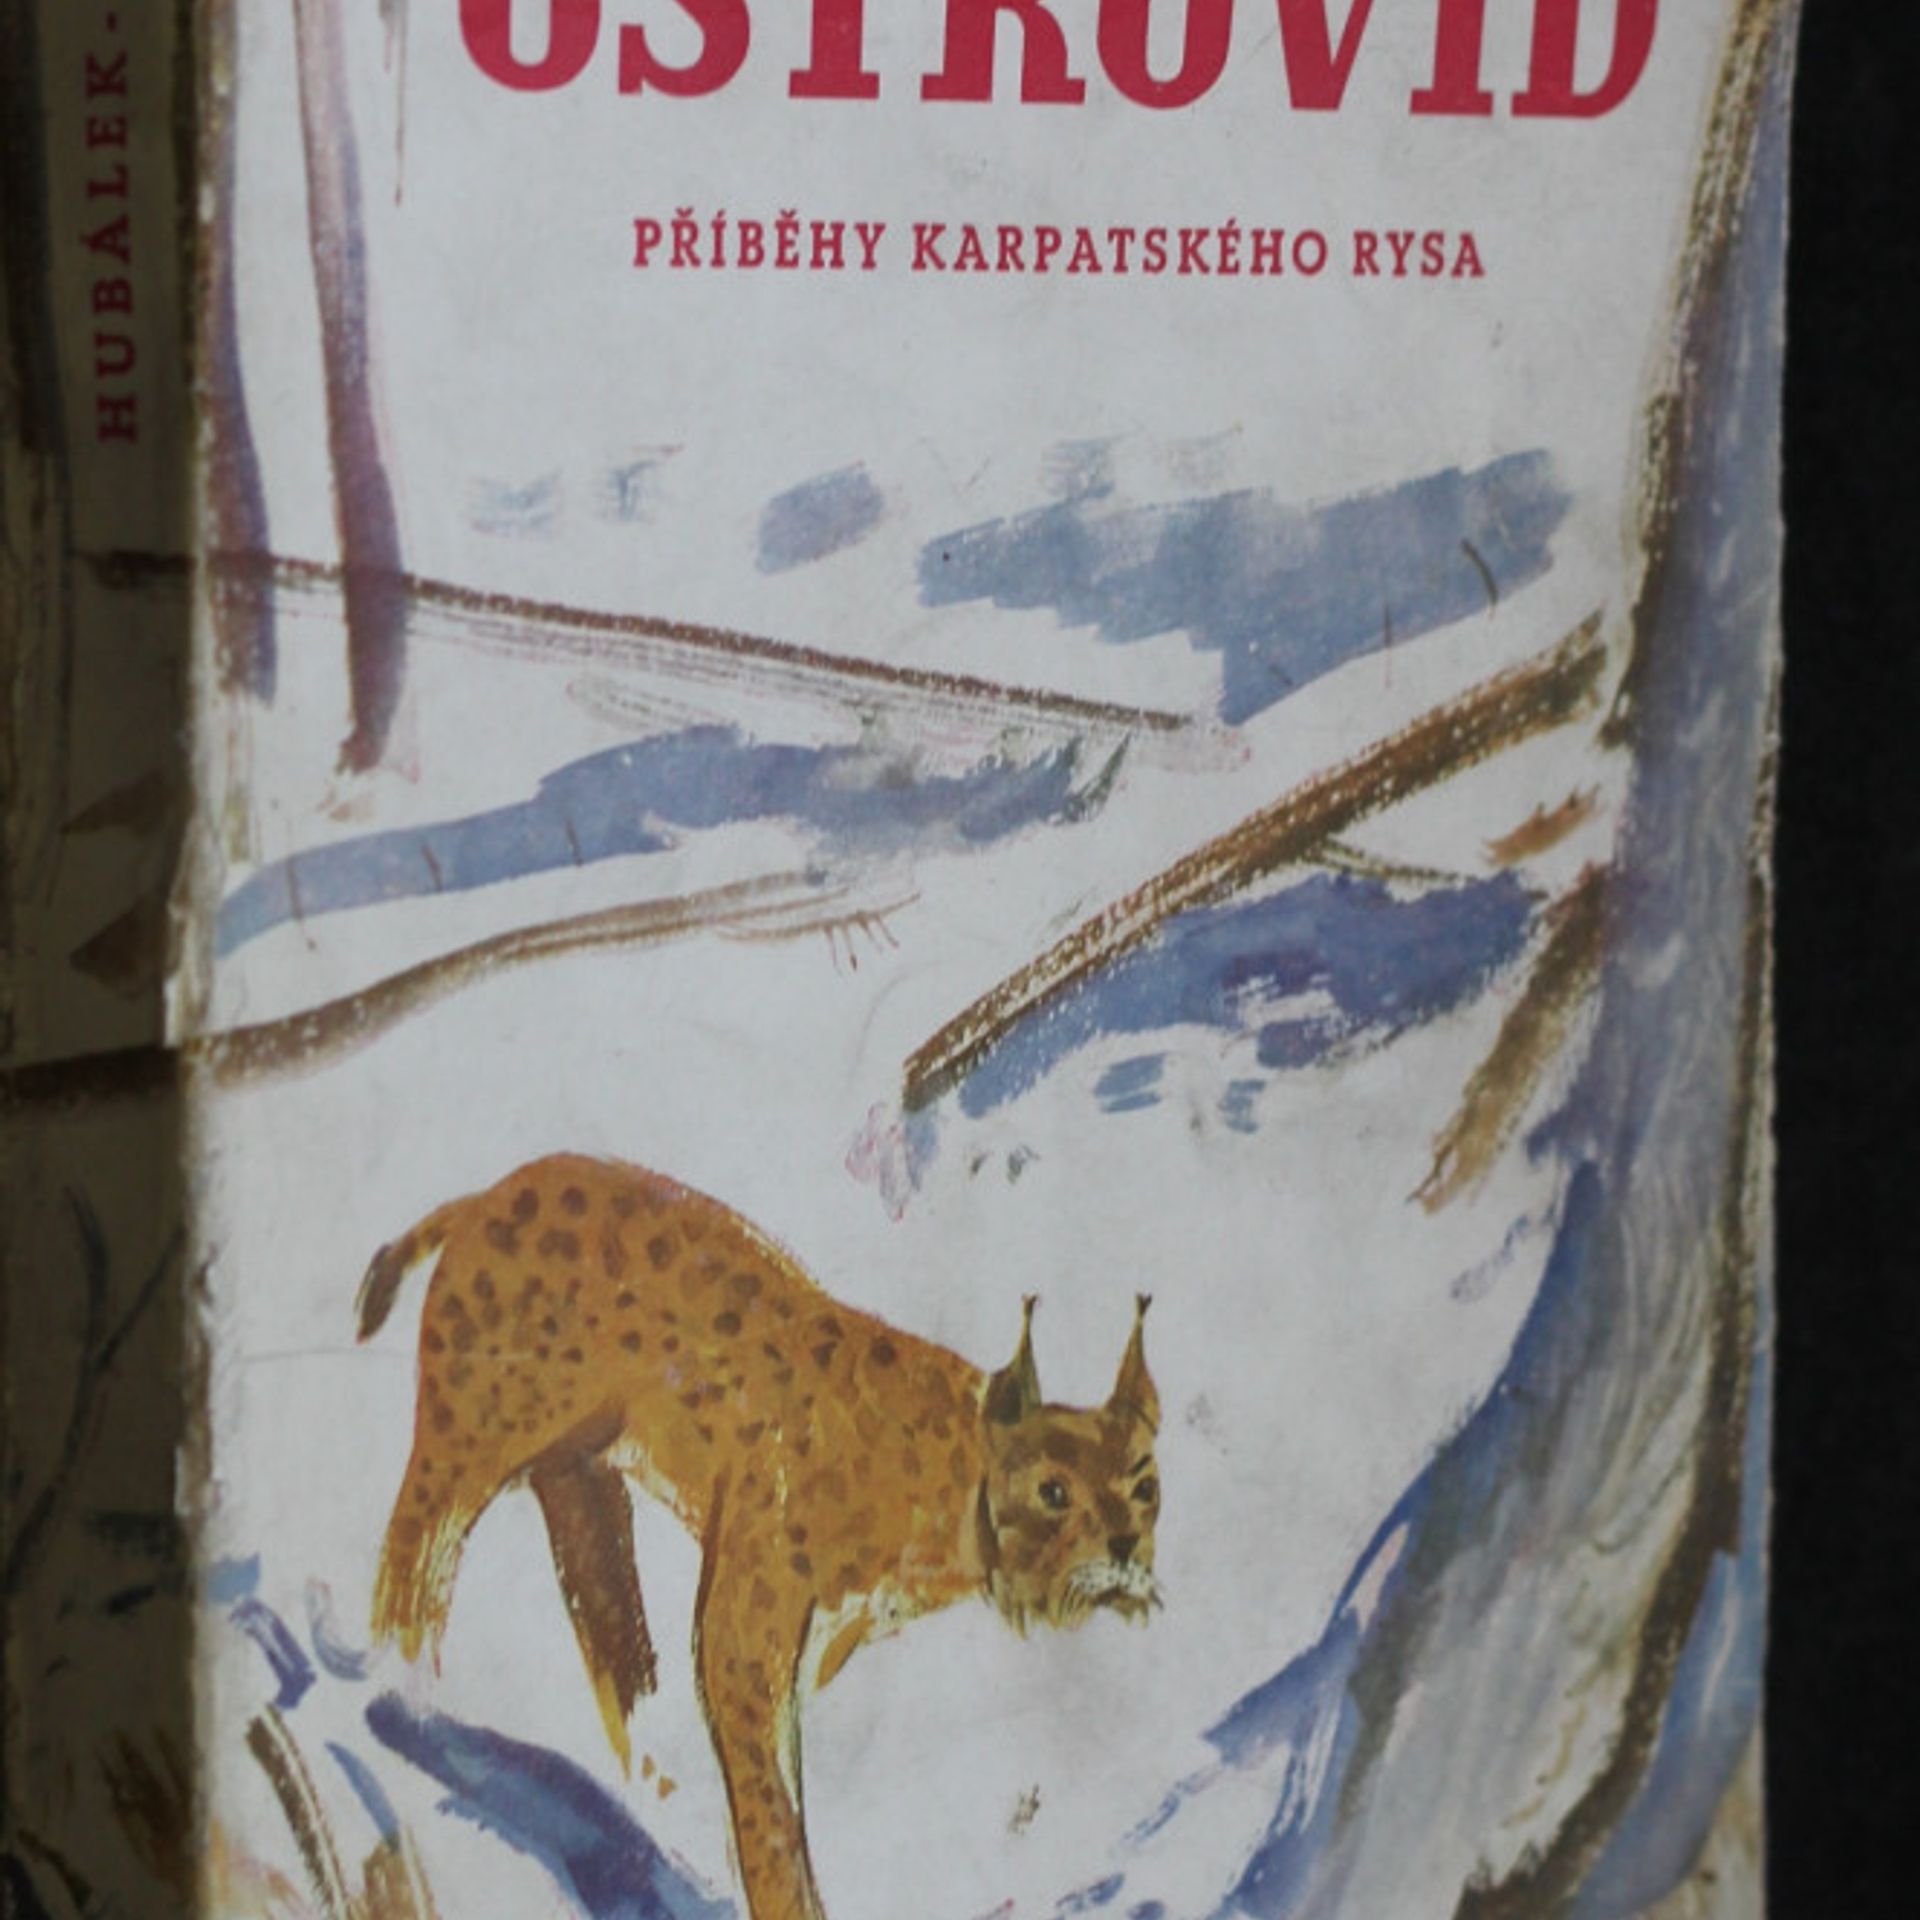 OSTROVID
PŘÍBĚHY KARPATSKÉHO RYSA
HUBÁLEK-